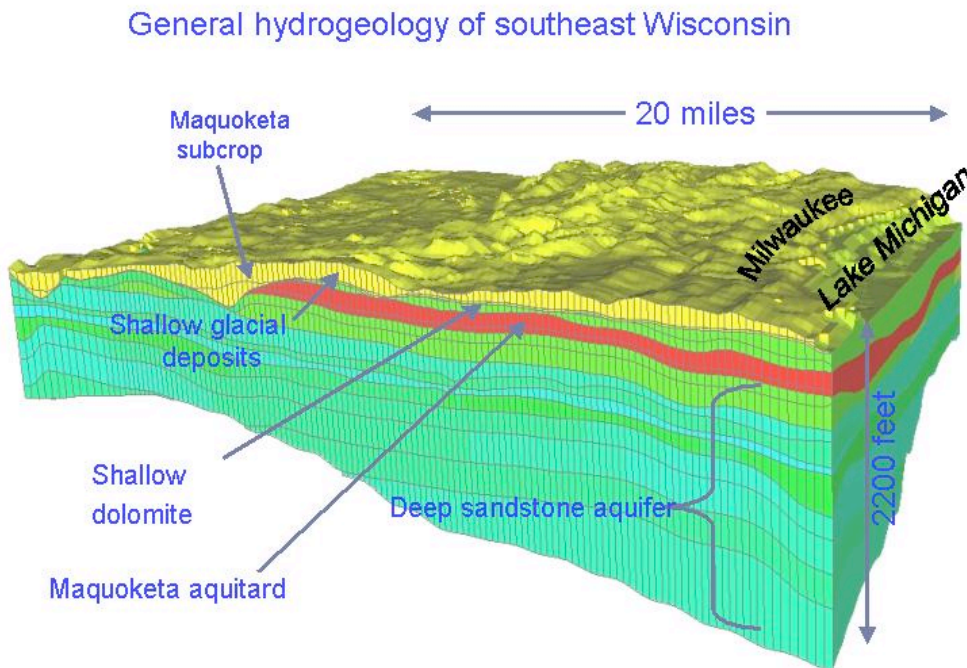 General hydrogeology of southeast Wisconsin
20 miles
Maquoketa
subcrop
Milwaukee
Lake Michigan
Shallow glacial
deposits
2200 feet
Shallow
dolomite
Deep sandstone aquifer
Maquoketa aquitard